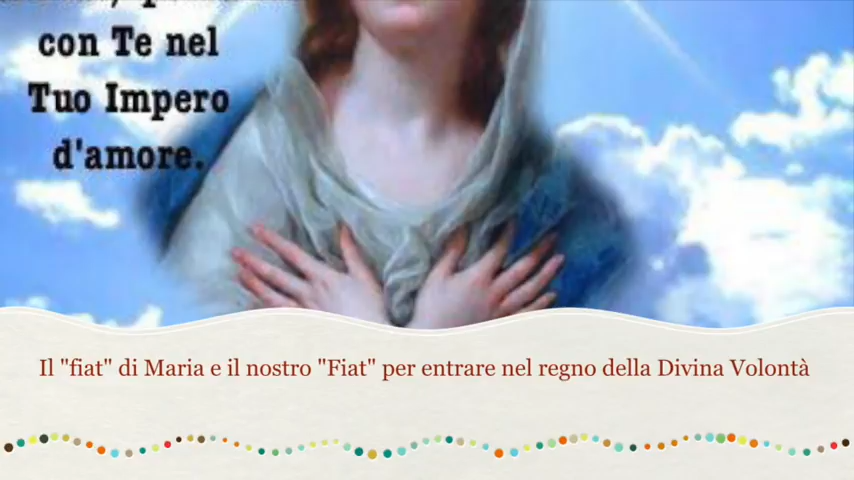 con Te nel
Tuo Impero
d'amore.
Il "fiat" di Maria e il nostro "Fiat" per entrare nel regno della Divina Volontà